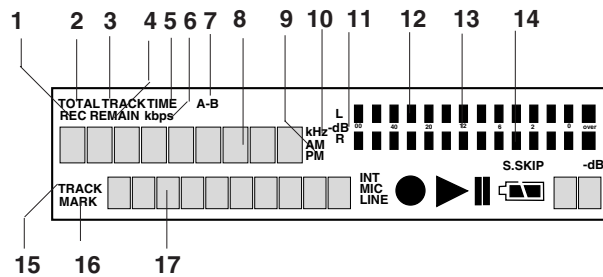 1 2 3 4 5 6 7 8 9 10 11 12 13 14
TOTAL TRACK TIME A-B
REC REMAIN kbps
L
-dB ∞ 40 20 12 6 2 0 over
R
kHz
AM
PM
S.SKIP -dB
TRACK
MARK
INT
MIC
LINE
15 16 17